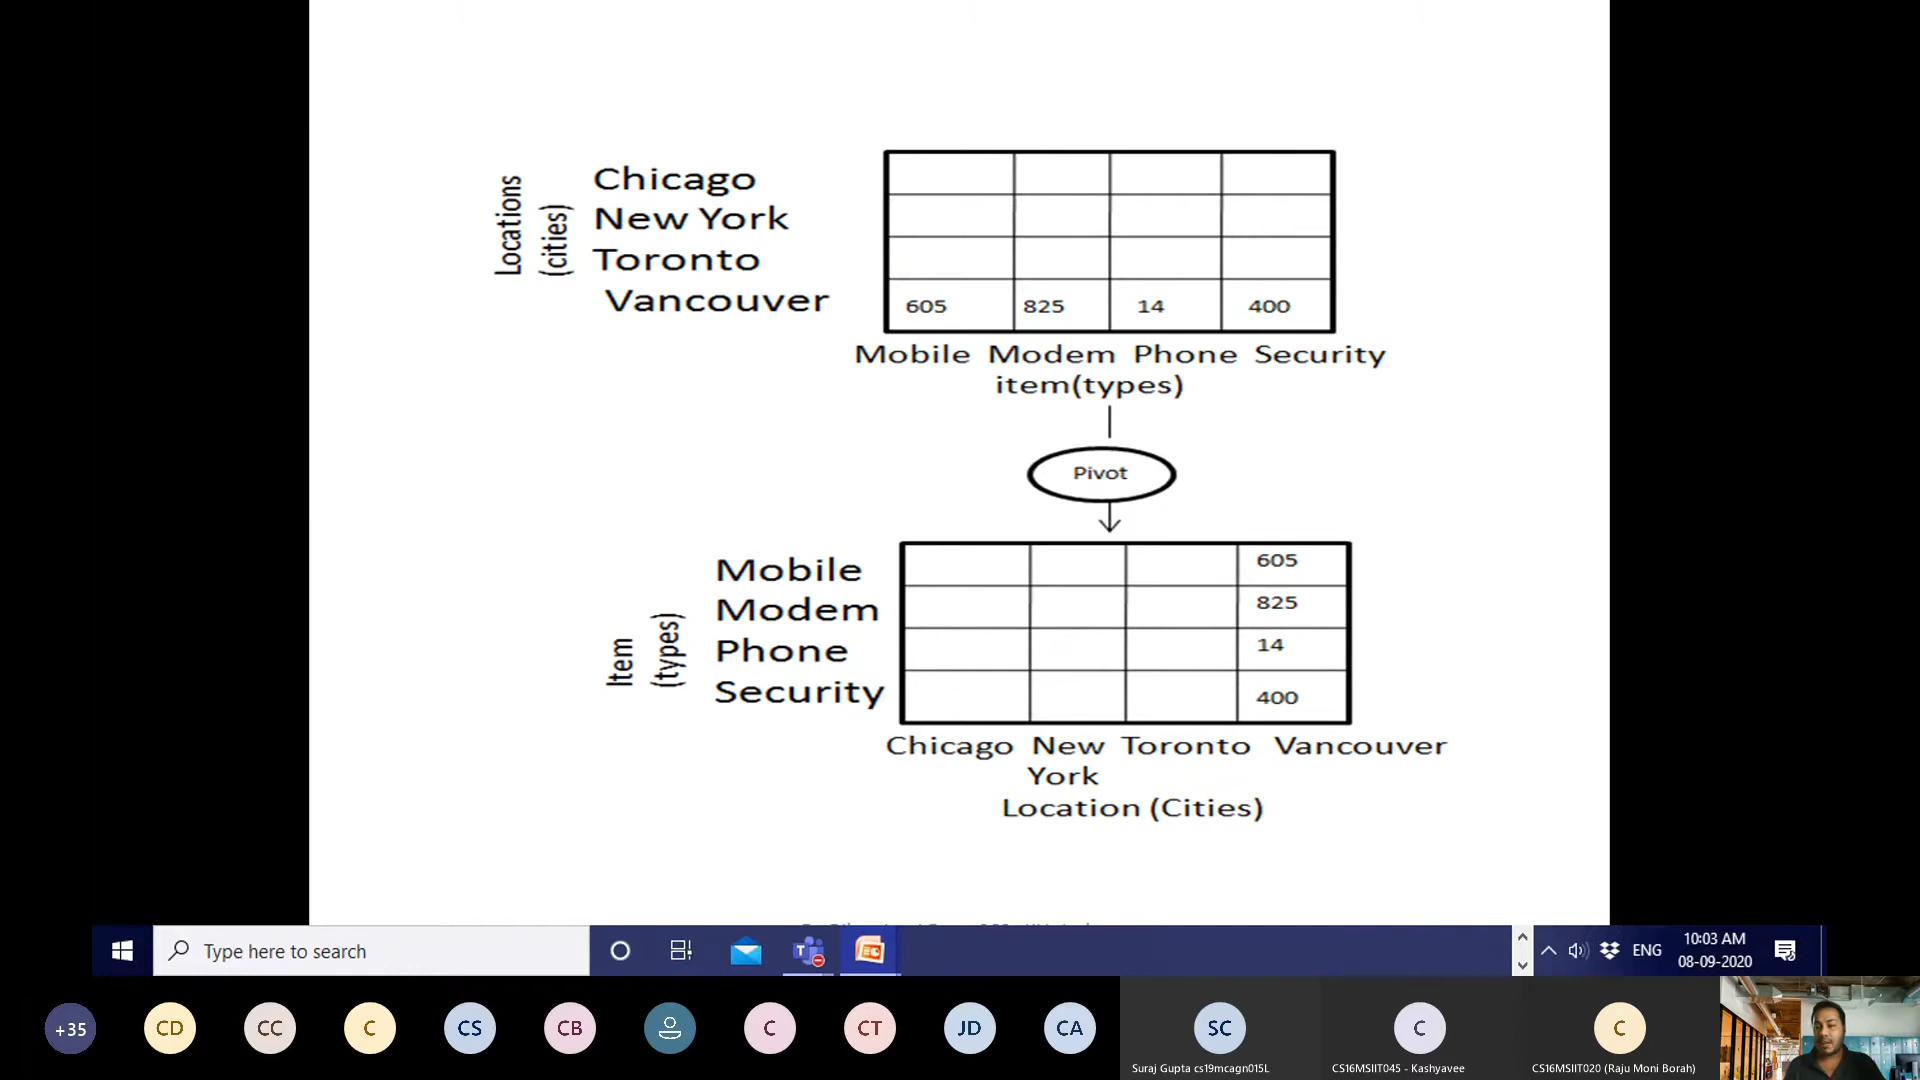 Locations
(cities)
Chicago
New York
Toronto
Vancouver
605 825 14 400
Mobile Modem Phone Security
item(types)
Pivot
Item
(types)
Mobile 605
Modem 825
Phone 14
Security 400
Chicago New Toronto Vancouver
York
Location (Cities)
Type here to search
ENG
10:03 AM
08-09-2020
+35 CD CC C CS CB C CT JD CA SC C C
Suraj Gupta cs19mcagn015L CS16MSIIT045 - Kashyavee CS16MSIIT020 (Raju Moni Borah)